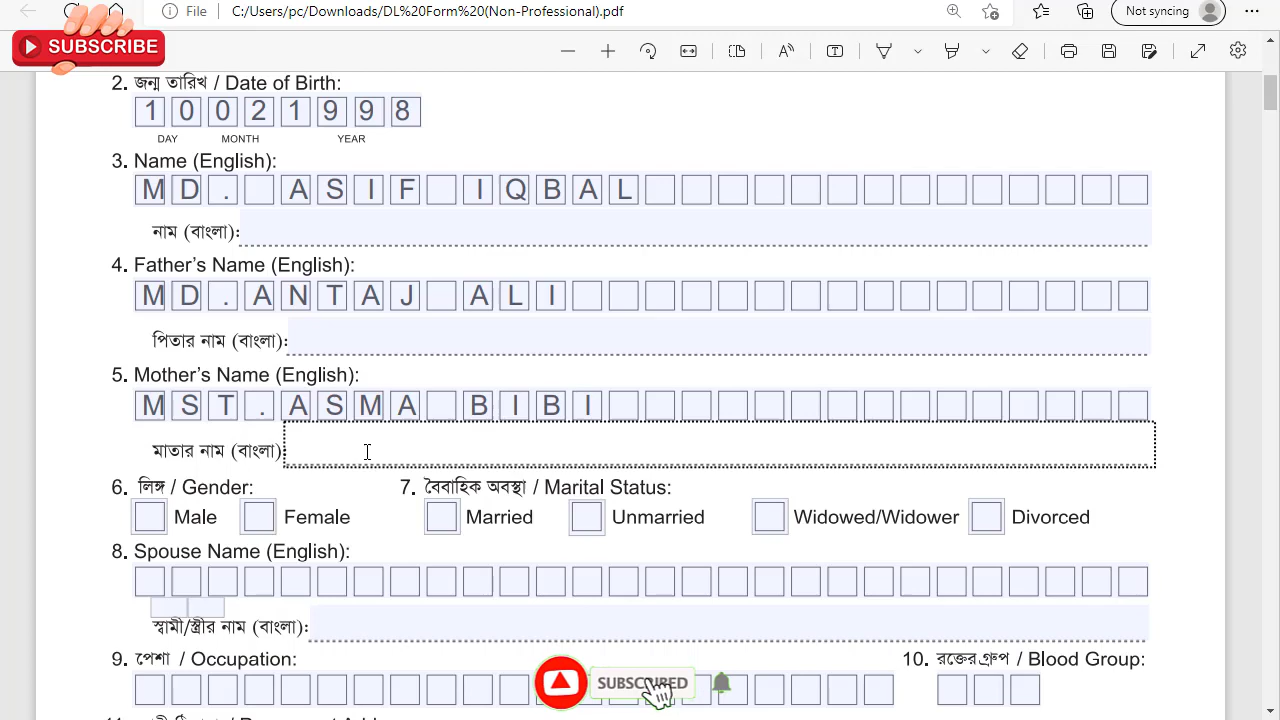 File C:/Users/pc/Downloads/DL%20Form%20(Non-Professional).pdf Not syncing
SUBSCRIBE
2. জন্ম তারিখ / Date of Birth:
1 0 0 2 1 9 9 8
DAY MONTH YEAR
3. Name (English):
M D . A S I F I Q B A L
নাম (বাংলা):
4. Father's Name (English):
M D . A N T A J A L I
পিতার নাম (বাংলা):
5. Mother's Name (English):
M S T . A S M A B I B I
মাতার নাম (বাংলা):
6. লিঙ্গ / Gender: 7. বৈবাহিক অবস্থা / Marital Status:
Male Female Married Unmarried Widowed/Widower Divorced
8. Spouse Name (English):
স্বামী/স্ত্রীর নাম (বাংলা):
9. পেশা / Occupation: 10. রক্তের গ্রুপ / Blood Group:
SUBSCRIBED